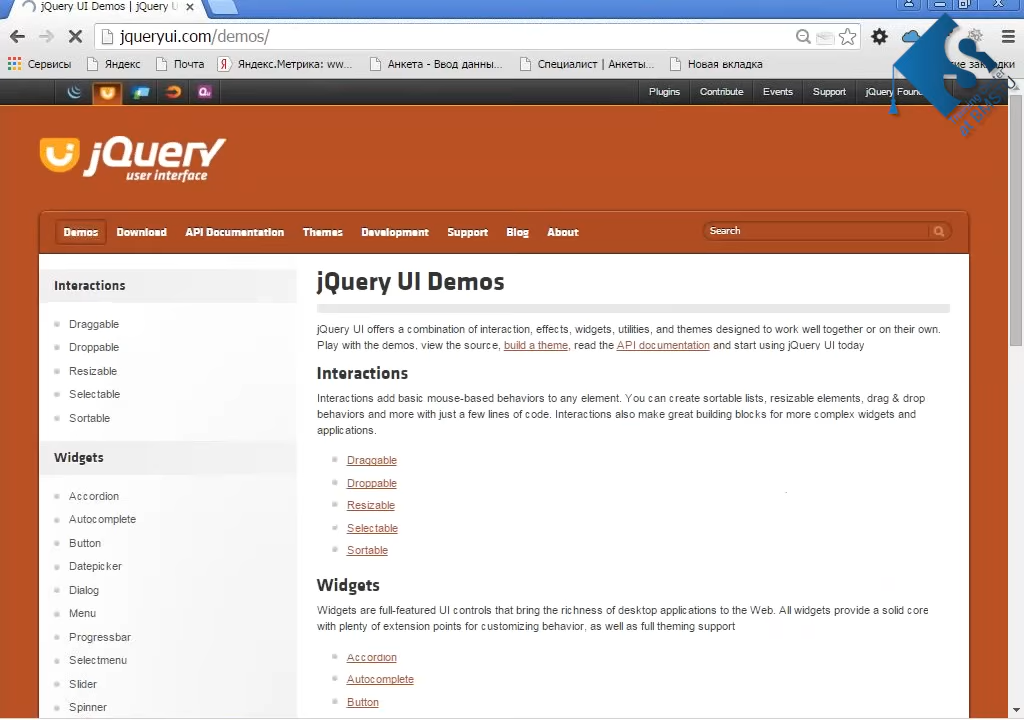 jQuery UI Demos | jQuery U
jqueryui.com/demos/
Сервисы
Яндекс
Почта
Я
Яндекс.Метрика: ww...
Анкета - Ввод данны...
Специалист | Анкеты...
Новая вкладка
закладки
Plugins
Contribute
Events
Support
jQuery Foun
jQuery
user interface
Demos
Download
API Documentation
Themes
Development
Support
Blog
About
Search
Interactions
Draggable
Droppable
Resizable
Selectable
Sortable
Widgets
Accordion
Autocomplete
Button
Datepicker
Dialog
Menu
Progressbar
Selectmenu
Slider
Spinner
jQuery UI Demos
jQuery UI offers a combination of interaction, effects, widgets, utilities, and themes designed to work well together or on their own.
Play with the demos, view the source, build a theme, read the API documentation and start using jQuery UI today
Interactions
Interactions add basic mouse-based behaviors to any element. You can create sortable lists, resizable elements, drag & drop
behaviors and more with just a few lines of code. Interactions also make great building blocks for more complex widgets and
applications.
Draggable
Droppable
Resizable
Selectable
Sortable
Widgets
Widgets are full-featured UI controls that bring the richness of desktop applications to the Web. All widgets provide a solid core
with plenty of extension points for customizing behavior, as well as full theming support
Accordion
Autocomplete
Button